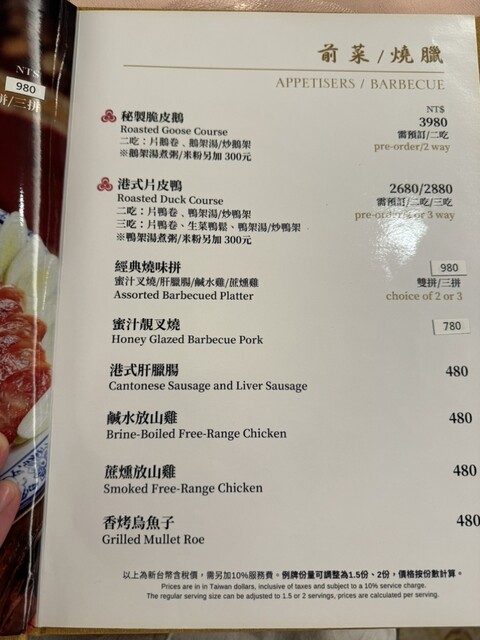 NT$
980
拼/三拼
前菜/燒臘
APPETISERS / BARBECUE
NT$
秘製脆皮鵝 3980
Roasted Goose Course 需預訂/二吃
二吃：片鵝卷﹑鵝架湯/炒鵝架 pre-order/2 way
※鵝架湯煮粥/米粉另加 300元
港式片皮鴨 2680/2880
Roasted Duck Course 需預訂/二吃/三吃
二吃：片鴨卷﹑鴨架湯/炒鴨架 pre-order/2 or 3 way
三吃：片鴨卷、生菜鴨鬆、鴨架湯/炒鴨架
※鴨架湯煮粥/米粉另加 300元
經典燒味拼 980
蜜汁叉燒/肝臘腸/鹹水雞/蔗燻雞 雙拼/三拼
Assorted Barbecued Platter choice of 2 or 3
蜜汁靚叉燒 780
Honey Glazed Barbecue Pork
港式肝臘腸 480
Cantonese Sausage and Liver Sausage
鹹水放山雞 480
Brine-Boiled Free-Range Chicken
蔗燻放山雞 480
Smoked Free-Range Chicken
香烤烏魚子 480
Grilled Mullet Roe
以上為新台幣含稅價，需另加10%服務費。例牌份量可調整為1.5份、2份，價格按份數計算。
Prices are in in Taiwan dollars, inclusive of taxes and subject to a 10% service charge.
The regular serving size can be adjusted to 1.5 or 2 servings, prices are calculated per serving.